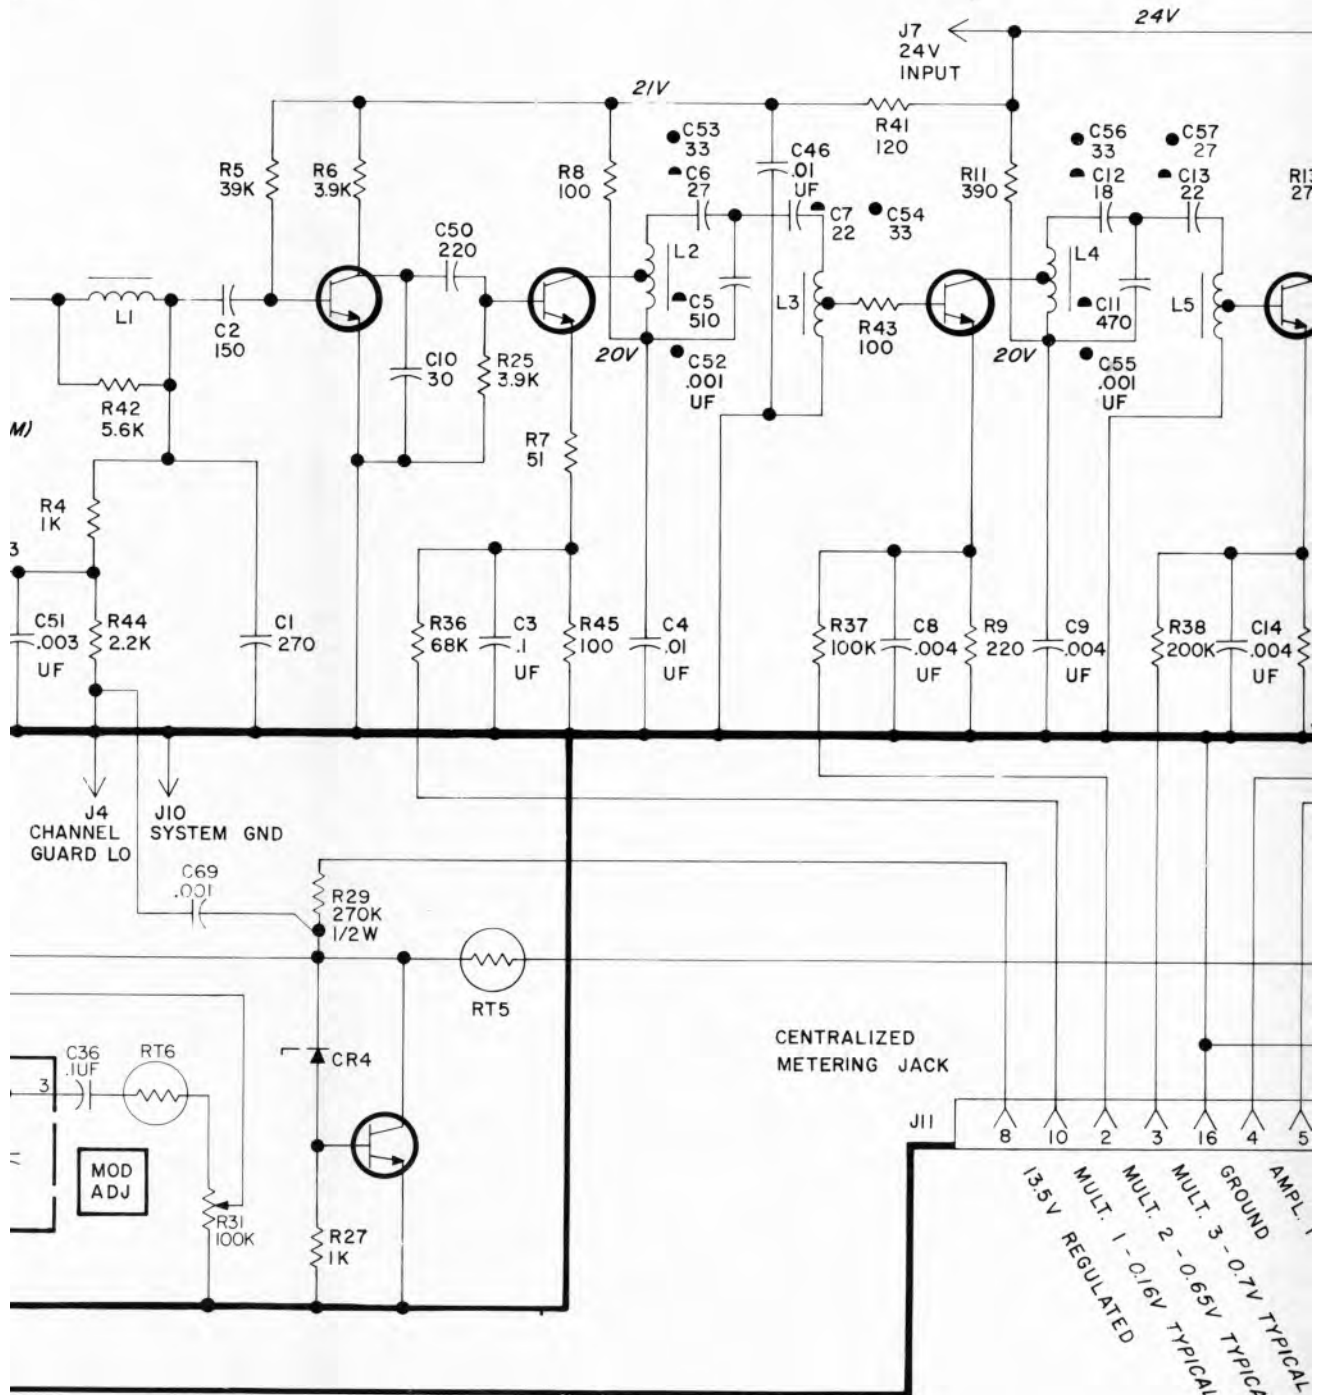 24V
J7
24V
INPUT
21V
R41
120
C53
33
C6
27
C46
.01
UF
C56
33
C57
27
R5
39K
R6
3.9K
R8
100
R11
390
C12
18
C13
22
R13
27
C7
22
C54
33
C50
220
L2
L4
C5
510
L3
C11
470
L5
L1
C2
150
R43
100
C10
30
R25
3.9K
20V
C52
.001
UF
20V
C55
.001
UF
R42
5.6K
M)
R7
51
R4
1K
3
C51
.003
UF
R44
2.2K
C1
270
R36
68K
C3
.1
UF
R45
100
C4
.01
UF
R37
100K
C8
.004
UF
R9
220
C9
.004
UF
R38
200K
C14
.004
UF
J4
CHANNEL
GUARD LO
J10
SYSTEM GND
C69
.001
R29
270K
1/2W
RT5
CENTRALIZED
METERING JACK
C36
.1UF
RT6
CR4
3
J11
8 10 2 3 16 4 5
MOD
ADJ
R31
100K
R27
1K
13.5V REGULATED
MULT. 1 - 0.16V TYPICAL
MULT. 2 - 0.65V TYPICA
MULT. 3 - 0.7V TYPICAL
GROUND
AMPL.